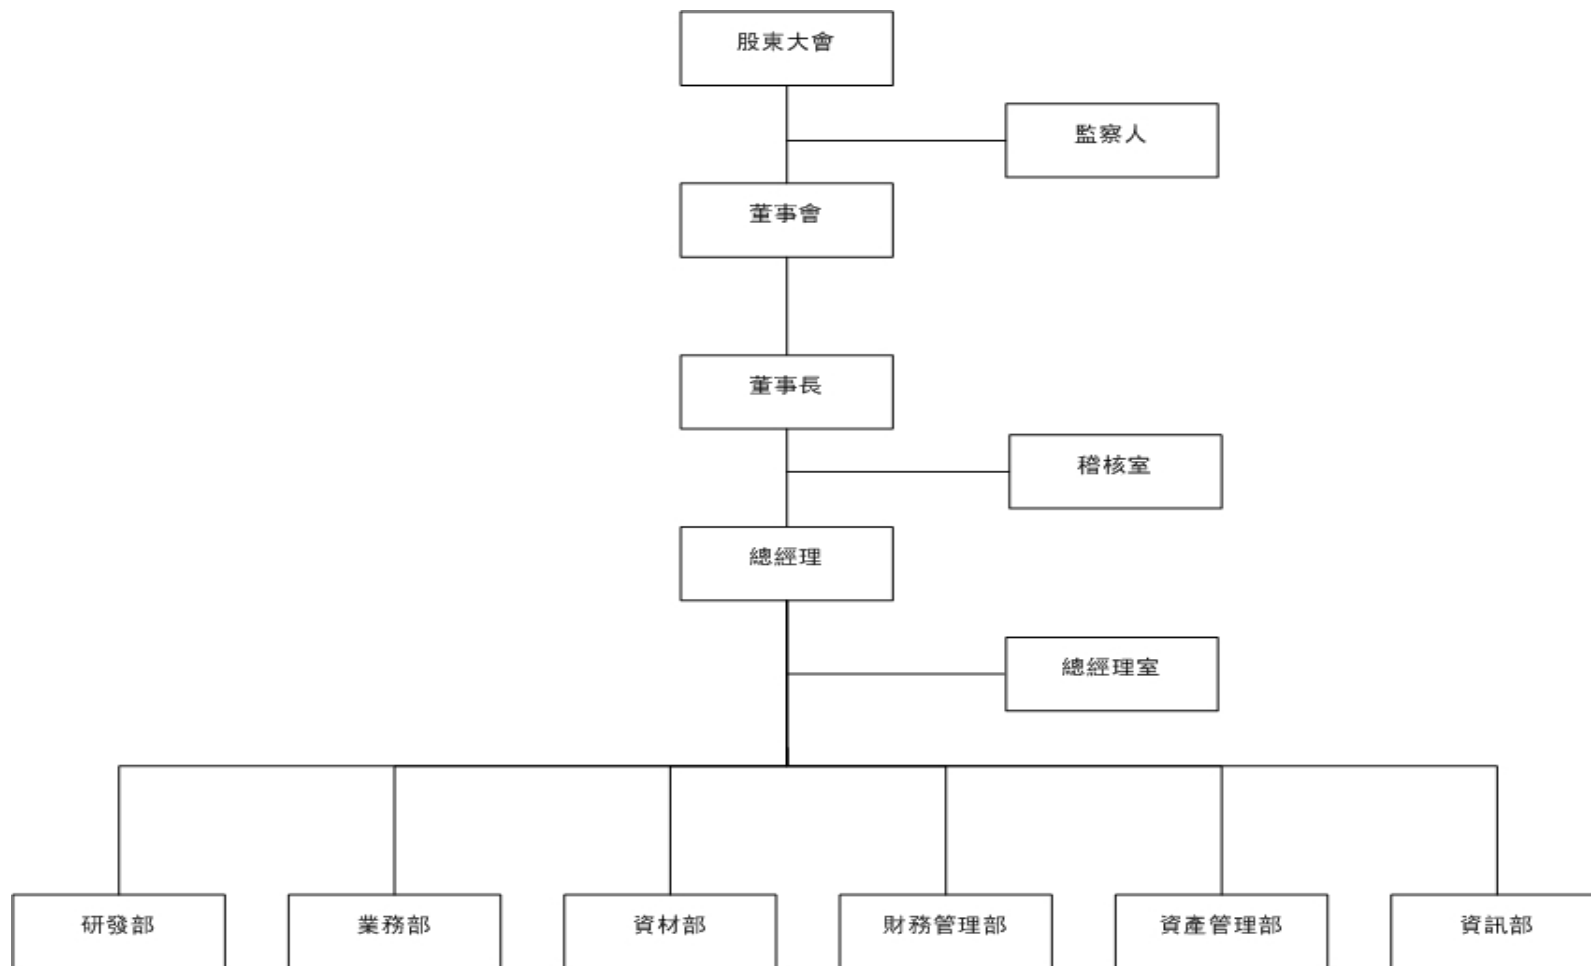 股東大會
監察人
董事會
董事長
稽核室
總經理
總經理室
研發部
業務部
資材部
財務管理部
資產管理部
資訊部